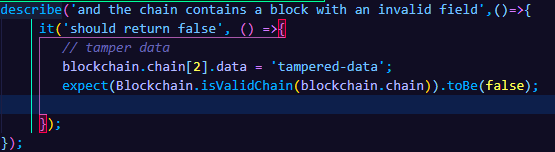 describe('and the chain contains a block with an invalid field',()=>{
it('should return false', () =>{
// tamper data
blockchain.chain[2].data = 'tampered-data';
expect(Blockchain.isValidChain(blockchain.chain)).toBe(false);
});
});